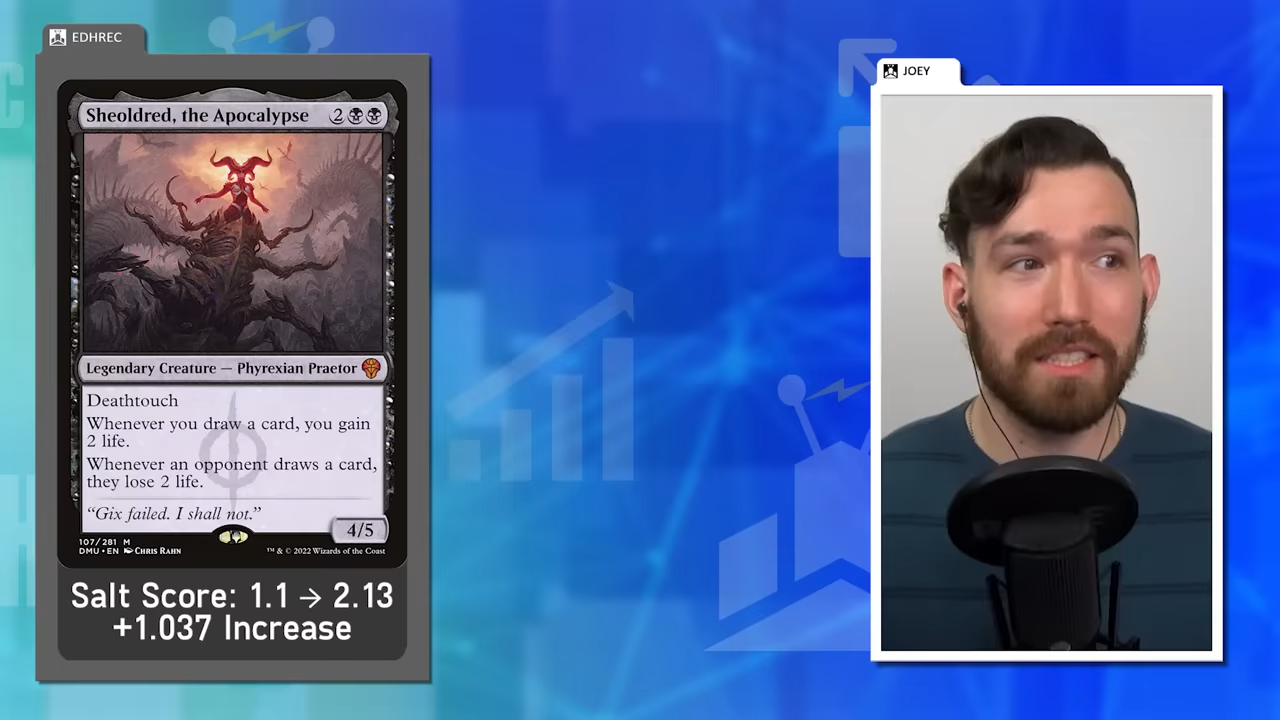 EDHREC
Sheoldred, the Apocalypse 2
Legendary Creature — Phyrexian Praetor
Deathtouch
Whenever you draw a card, you gain
2 life.
Whenever an opponent draws a card,
they lose 2 life.
“Gix failed. I shall not.”
4/5
107/281 M
DMU • EN Chris Rahn
™ & © 2022 Wizards of the Coast
Salt Score: 1.1 → 2.13
+1.037 Increase
JOEY